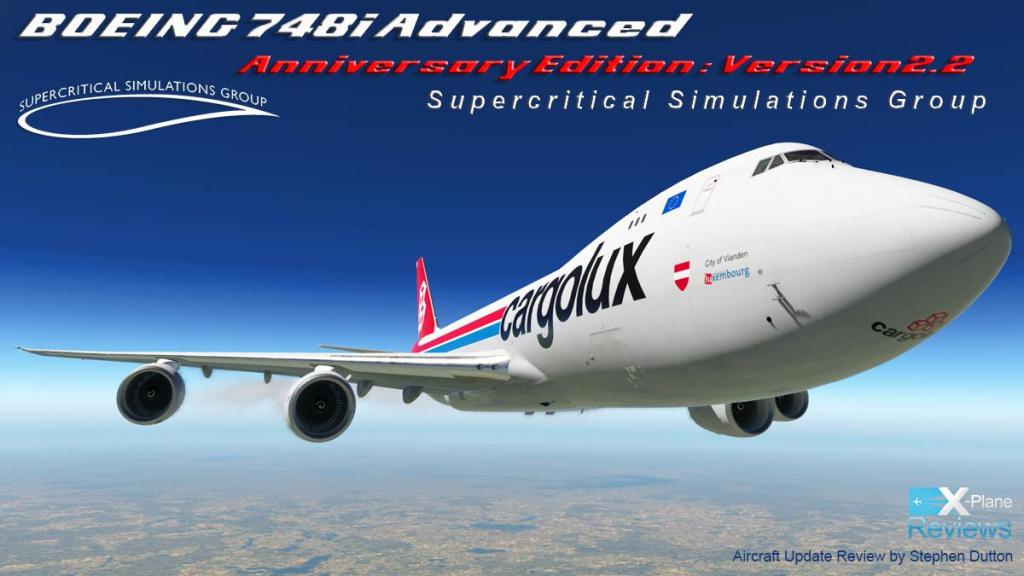 BOEING 748i Advanced
Anniversary Edition : Version2.2
SUPERCRITICAL SIMULATIONS GROUP
Supercritical Simulations Group
City of Vianden
luxembourg
cargolux
X-Plane
Reviews
Aircraft Update Review by Stephen Dutton